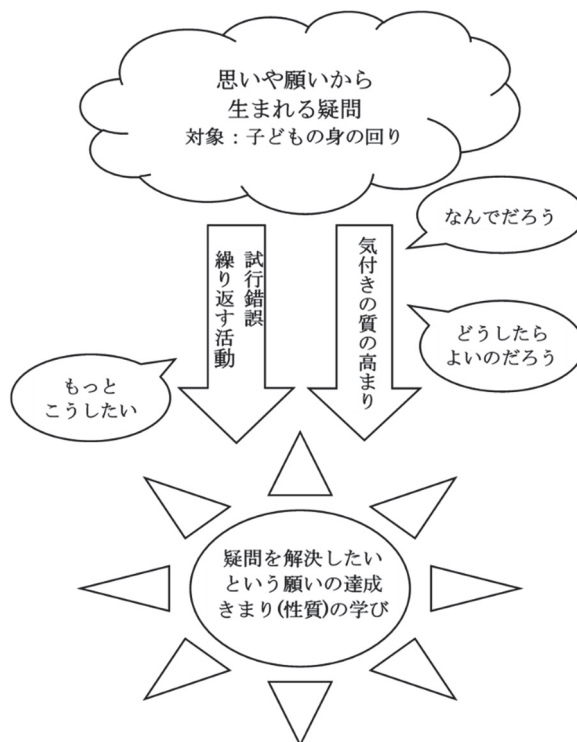 思いや願いから
生まれる疑問
対象：子どもの身の回り
なんでだろう
試行錯誤
繰り返す活動
気付きの質の高まり
どうしたら
よいのだろう
もっと
こうしたい
疑問を解決したい
という願いの達成
きまり(性質)の学び